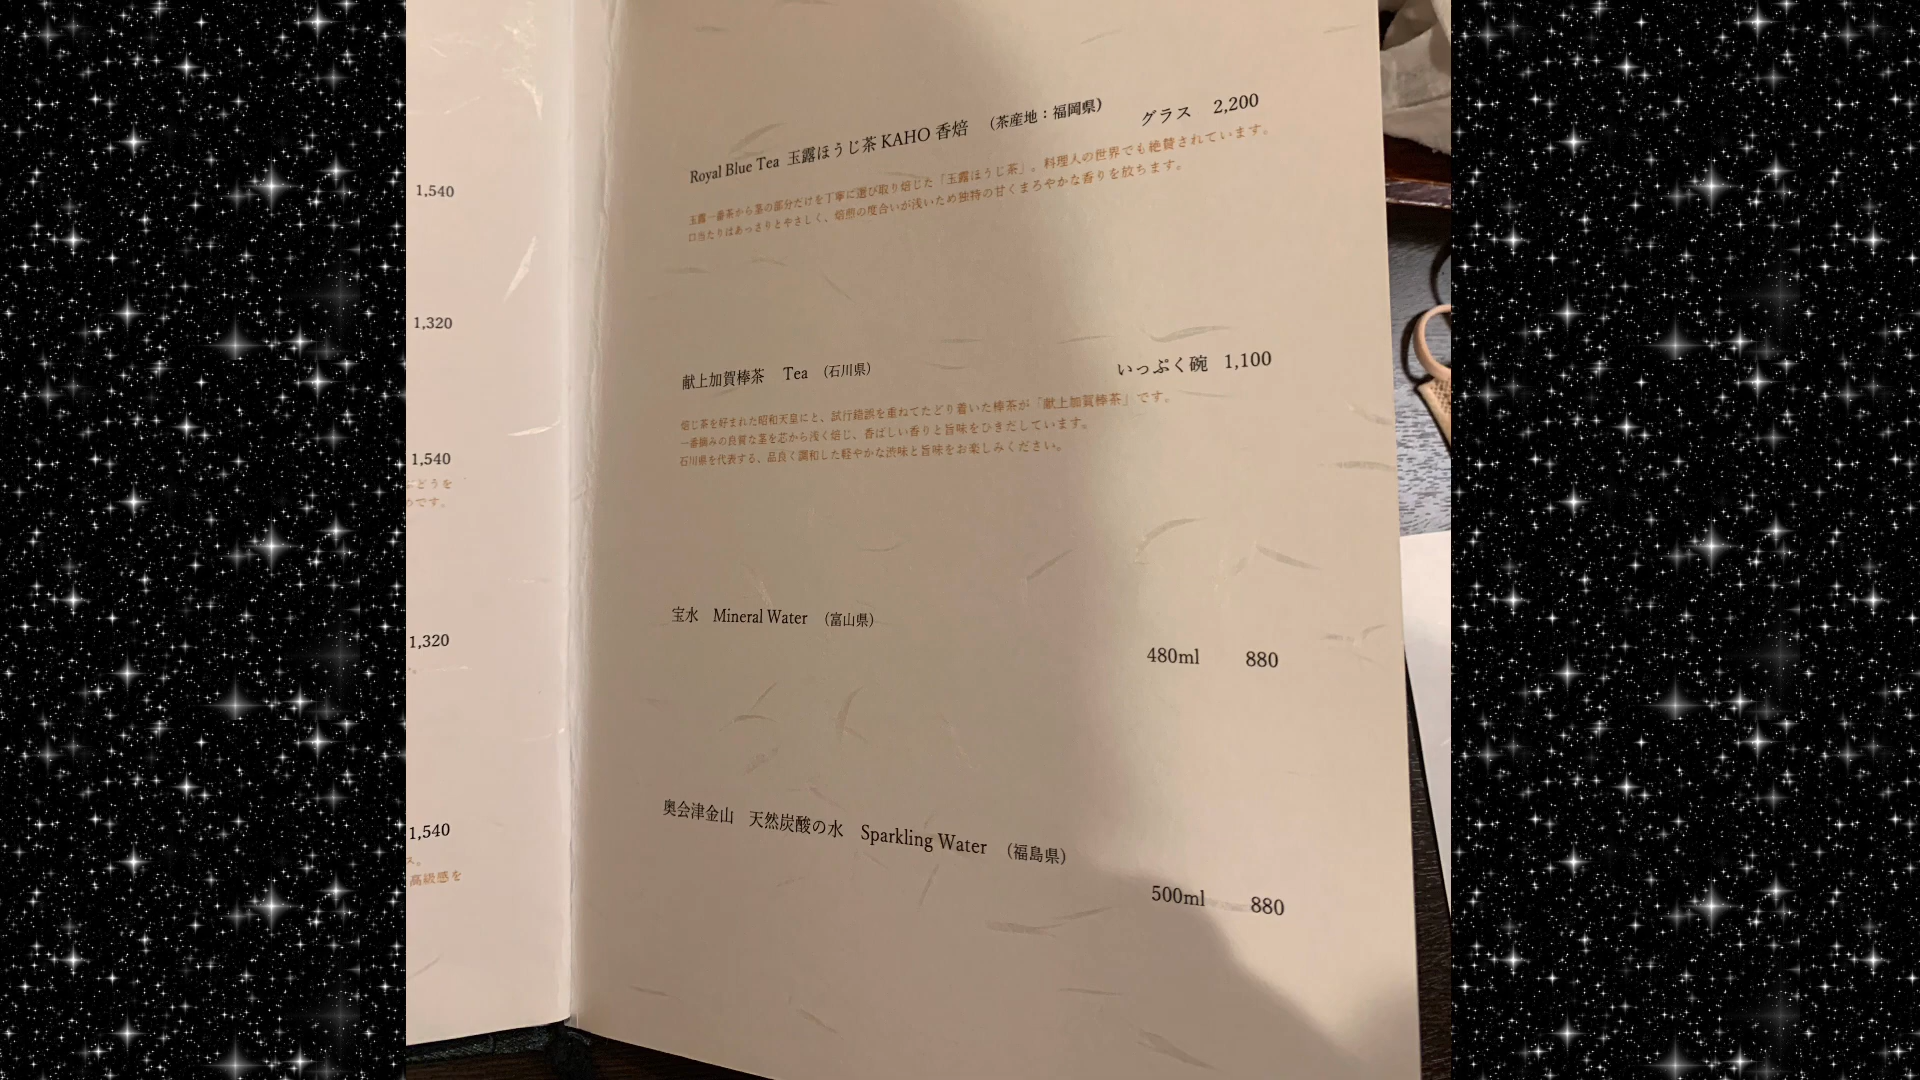 1,540
1,320
1,540
ぶどうを
めです。
1,320
1,540
ス。
高級感を
Royal Blue Tea 玉露ほうじ茶 KAHO 香焙 （茶産地：福岡県） グラス 2,200
玉露一番茶から茎の部分だけを丁寧に選び取り焙じた「玉露ほうじ茶」。料理人の世界でも絶賛されています。
口当たりはあっさりとやさしく、焙煎の度合いが浅いため独特の甘くまろやかな香りを放ちます。
献上加賀棒茶 Tea （石川県） いっぷく碗 1,100
焙じ茶を好まれた昭和天皇にと、試行錯誤を重ねてたどり着いた棒茶が「献上加賀棒茶」です。
一番摘みの良質な茎を芯から浅く焙じ、香ばしい香りと旨味をひきだしています。
石川県を代表する、品良く調和した軽やかな渋味と旨味をお楽しみください。
宝水 Mineral Water （富山県）
480ml 880
奥会津金山 天然炭酸の水 Sparkling Water （福島県）
500ml 880